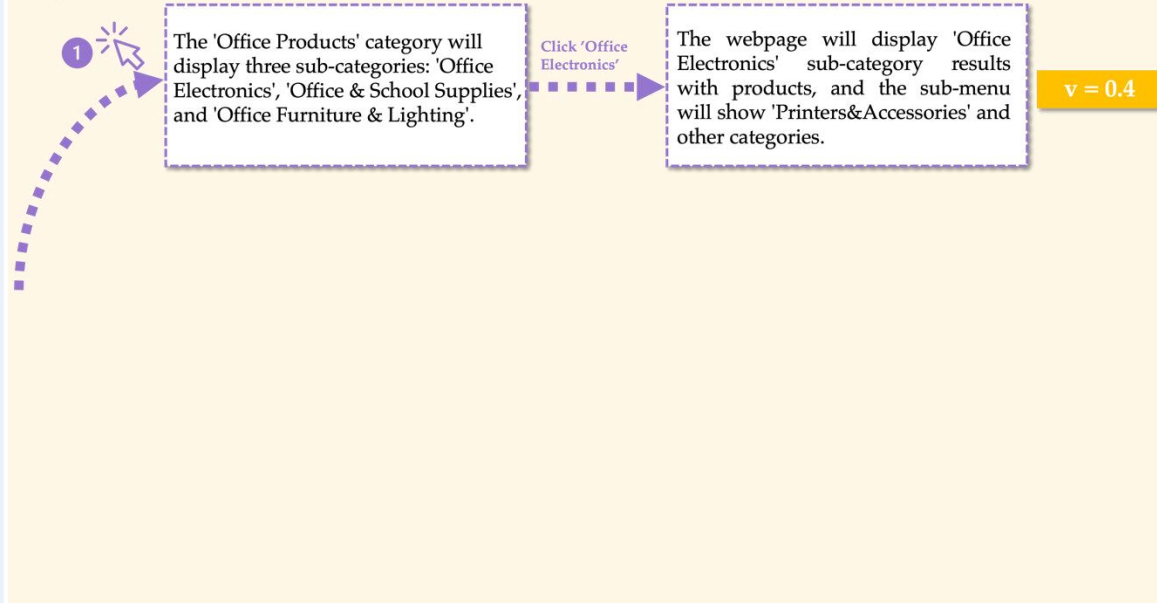 1
The 'Office Products' category will
display three sub-categories: 'Office
Electronics', 'Office & School Supplies',
and 'Office Furniture & Lighting'.
Click 'Office
Electronics'
The webpage will display 'Office
Electronics' sub-category results
with products, and the sub-menu
will show 'Printers&Accessories' and
other categories.
v = 0.4